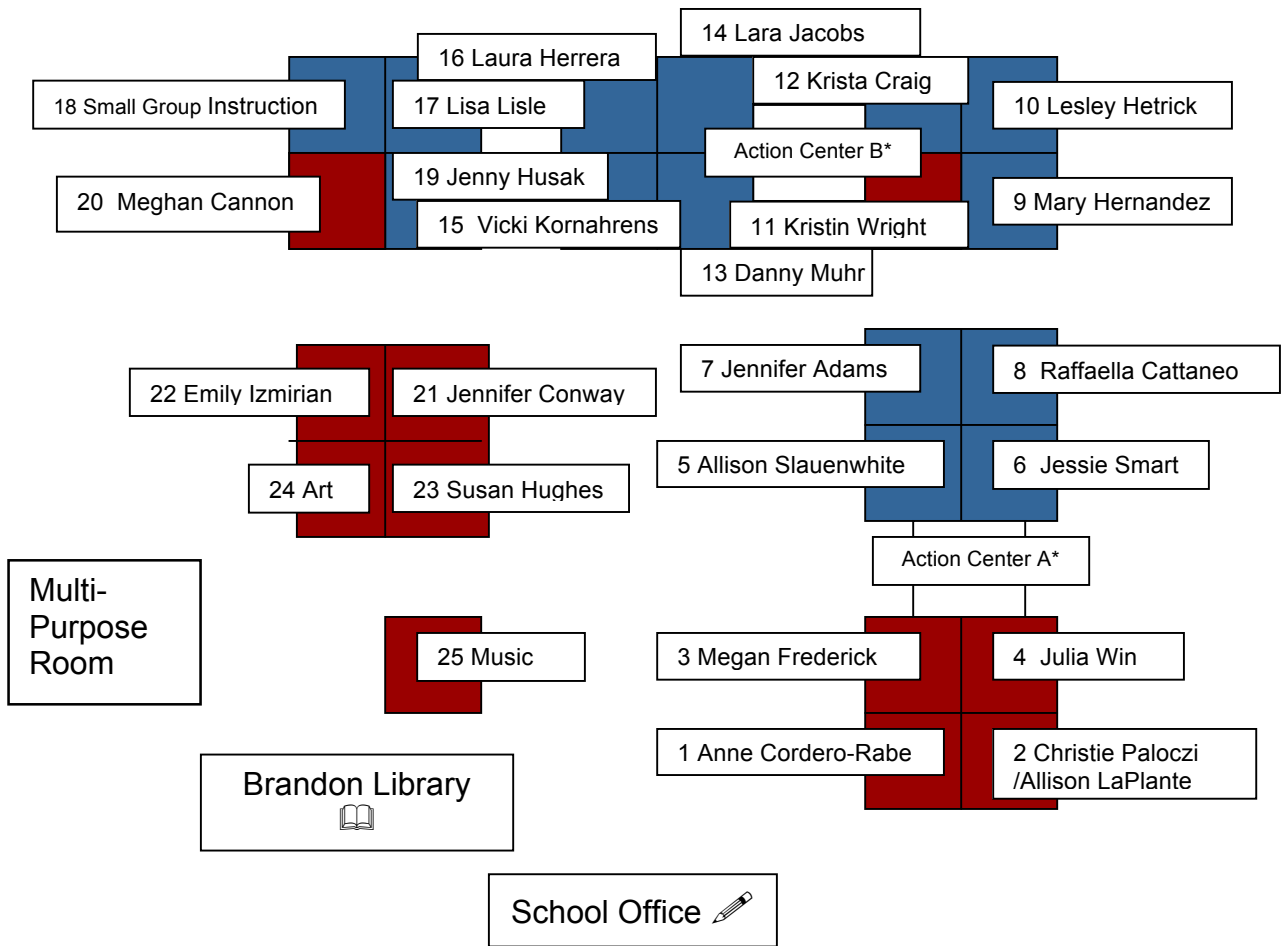 14 Lara Jacobs
16 Laura Herrera
12 Krista Craig
18 Small Group Instruction
17 Lisa Lisle
10 Lesley Hetrick
Action Center B*
19 Jenny Husak
20 Meghan Cannon
9 Mary Hernandez
15 Vicki Kornahrens
11 Kristin Wright
13 Danny Muhr
7 Jennifer Adams
8 Raffaella Cattaneo
22 Emily Izmirian
21 Jennifer Conway
5 Allison Slauenwhite
6 Jessie Smart
24 Art
23 Susan Hughes
Action Center A*
Multi-
Purpose
Room
25 Music
3 Megan Frederick
4 Julia Win
1 Anne Cordero-Rabe
2 Christie Paloczi
/Allison LaPlante
Brandon Library
School Office